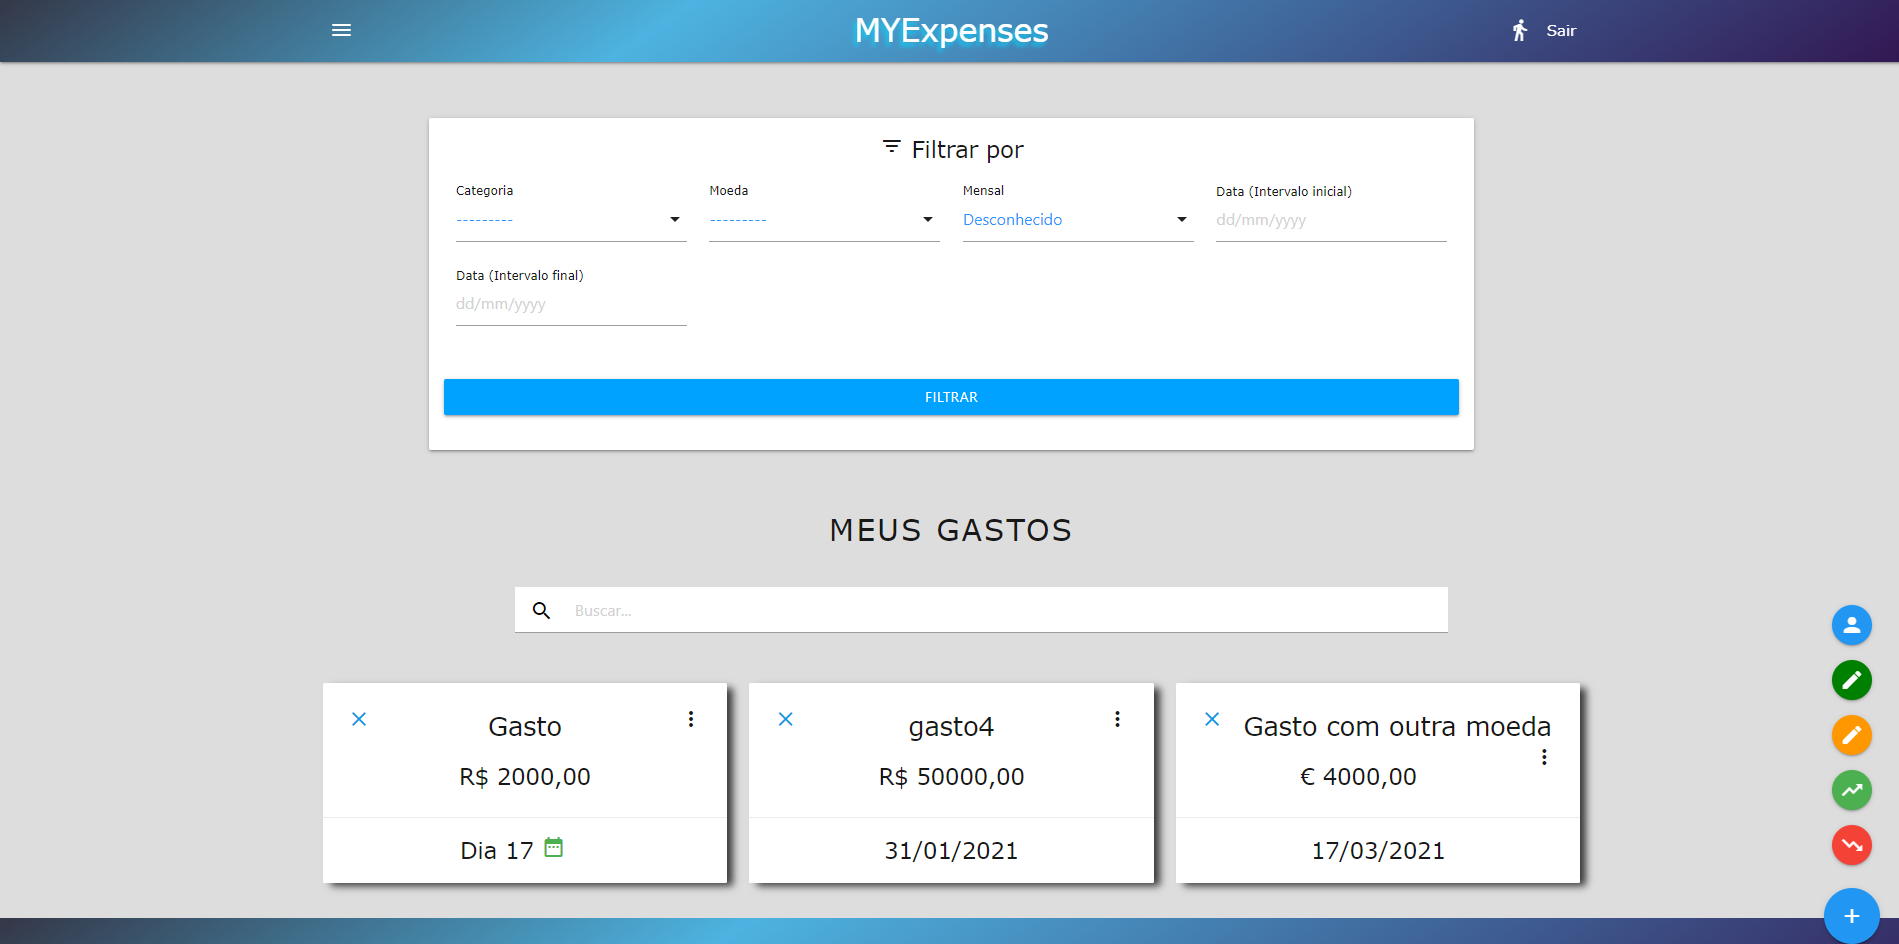 MYExpenses
Sair
Filtrar por
Categoria
---------
Moeda
---------
Mensal
Desconhecido
Data (Intervalo inicial)
dd/mm/yyyy
Data (Intervalo final)
dd/mm/yyyy
FILTRAR
MEUS GASTOS
Buscar...
Gasto
R$ 2000,00
Dia 17
gasto4
R$ 50000,00
31/01/2021
Gasto com outra moeda
€ 4000,00
17/03/2021